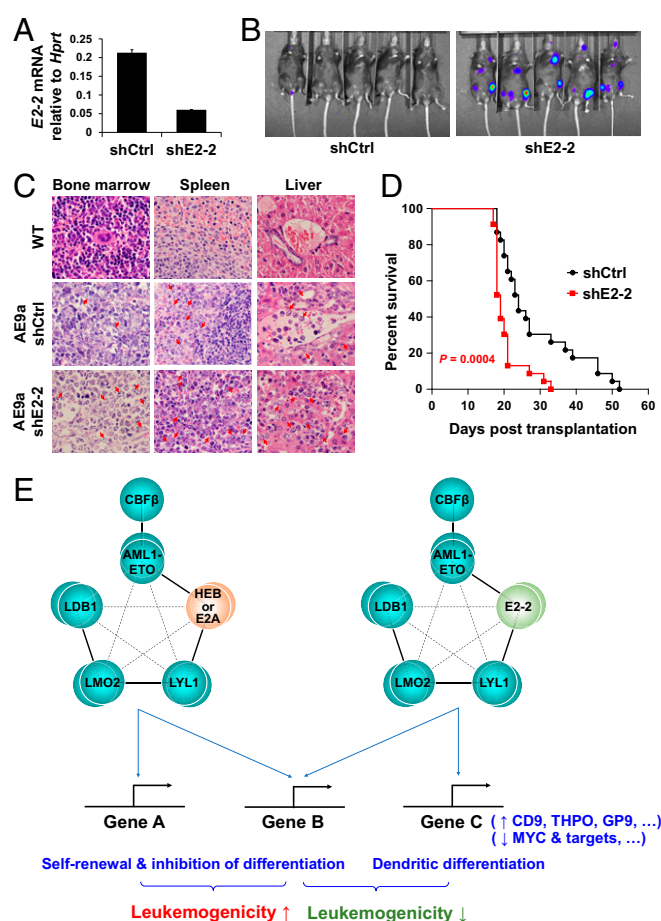 A
E2-2 mRNA
relative to Hprt
0.25
0.2
0.15
0.1
0.05
0
shCtrl
shE2-2
B
shCtrl
shE2-2
C
Bone marrow
Spleen
Liver
WT
AE9a
shCtrl
AE9a
shE2-2
D
Percent survival
100
80
60
40
20
0
0
10
20
30
40
50
60
Days post transplantation
shCtrl
shE2-2
P = 0.0004
E
CBFβ
AML1-
ETO
LDB1
HEB
or
E2A
LMO2
LYL1
CBFβ
AML1-
ETO
LDB1
E2-2
LMO2
LYL1
Gene A
Gene B
Gene C
( ↑ CD9, THPO, GP9, ...)
( ↓ MYC & targets, ...)
Self-renewal & inhibition of differentiation
Dendritic differentiation
Leukemogenicity ↑
Leukemogenicity ↓